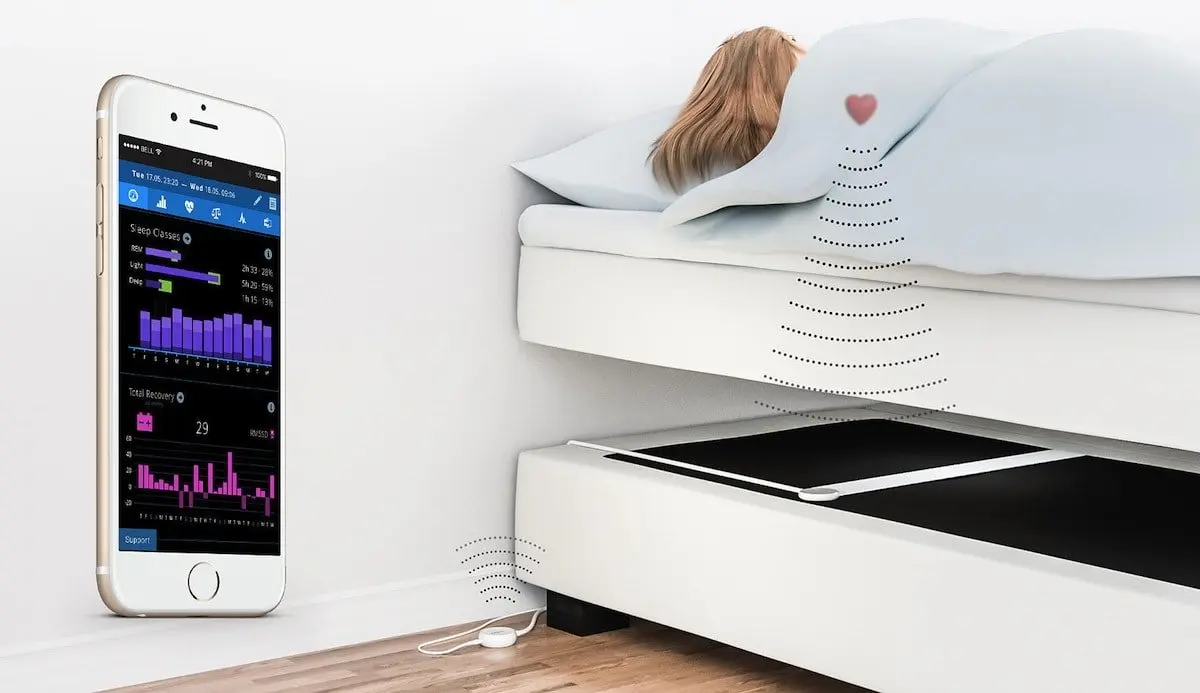 BELL
4:21 PM
100%
Tue 17.05. 23:20 — Wed 18.05. 09:06
Sleep Classes
REM
2h 33 · 28%
Light
5h 29 · 59%
Deep
1h 15 · 13%
Total Recovery
29
RMSSD
60
40
20
0
-20
Support